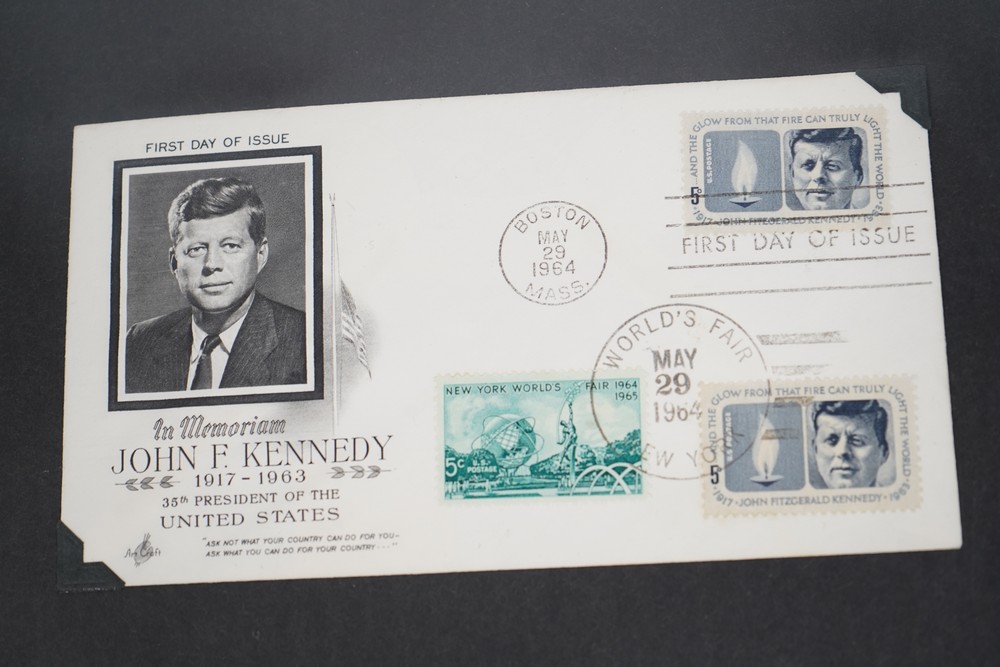 FIRST DAY OF ISSUE
In Memoriam
JOHN F. KENNEDY
1917 - 1963
35th PRESIDENT OF THE
UNITED STATES
"ASK NOT WHAT YOUR COUNTRY CAN DO FOR YOU-
ASK WHAT YOU CAN DO FOR YOUR COUNTRY..."
Art Craft
BOSTON
MAY
29
1964
MASS.
...AND THE GLOW FROM THAT FIRE CAN TRULY LIGHT THE WORLD
U.S. POSTAGE
5c
1917 · JOHN FITZGERALD KENNEDY
FIRST DAY OF ISSUE
WORLD'S FAIR
MAY
29
1964
NEW YORK
NEW YORK WORLD'S FAIR 1964
1965
5c
POSTAGE
AND THE GLOW FROM THAT FIRE CAN TRULY LIGHT THE WORLD
5
1917 · JOHN FITZGERALD KENNEDY · 1963